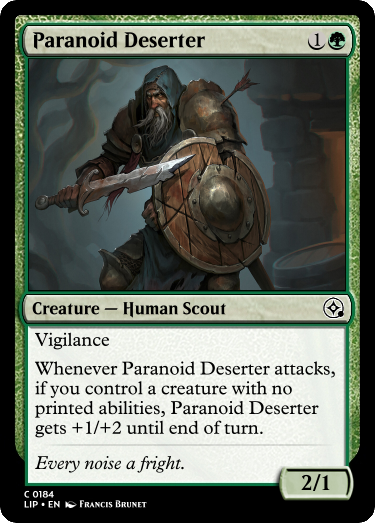 Paranoid Deserter 1
Creature — Human Scout
Vigilance
Whenever Paranoid Deserter attacks,
if you control a creature with no
printed abilities, Paranoid Deserter
gets +1/+2 until end of turn.
Every noise a fright.
2/1
C 0184
LIP • EN Francis Brunet